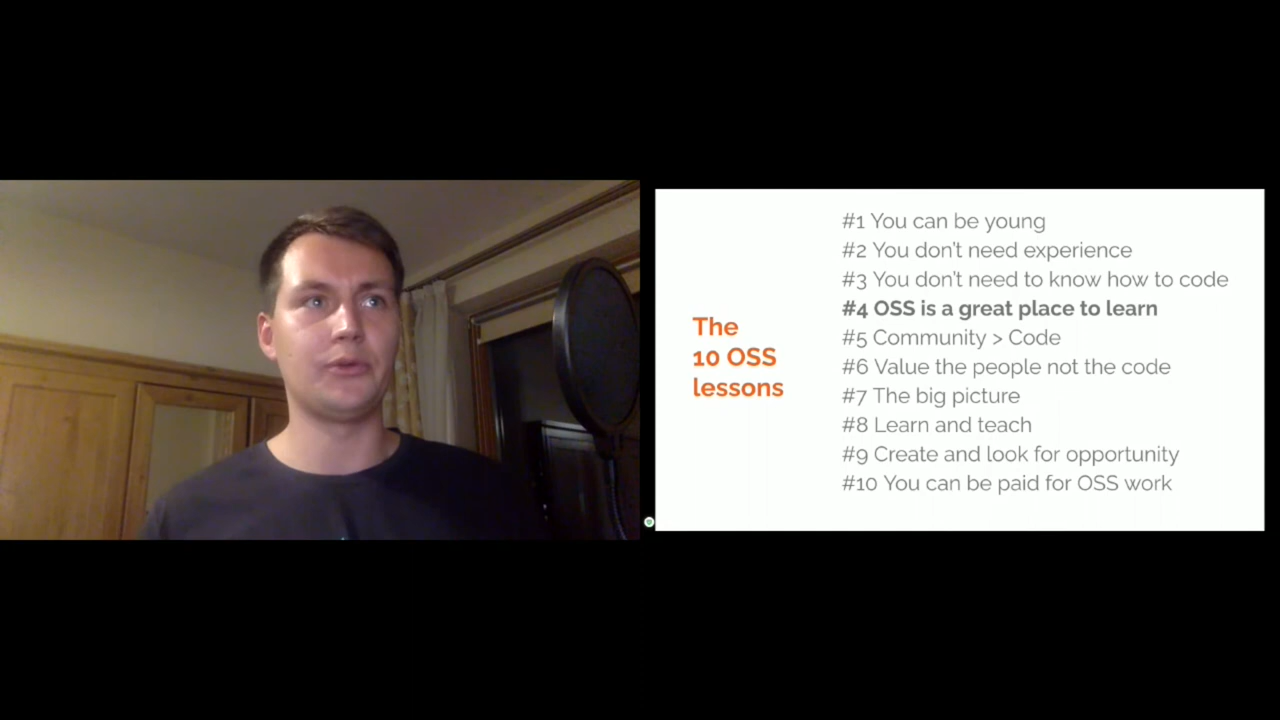 The
10 OSS
lessons
#1 You can be young
#2 You don't need experience
#3 You don't need to know how to code
#4 OSS is a great place to learn
#5 Community > Code
#6 Value the people not the code
#7 The big picture
#8 Learn and teach
#9 Create and look for opportunity
#10 You can be paid for OSS work